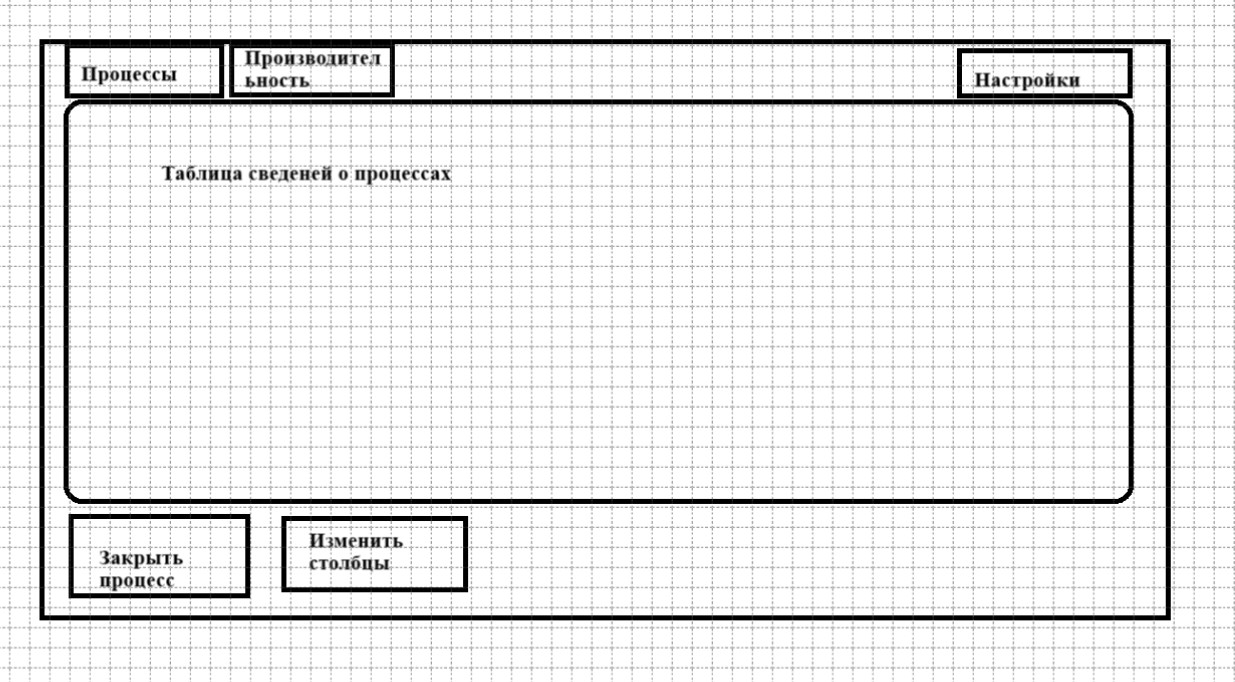 Процессы
Производител
ьность
Настройки
Таблица сведеней о процессах
Закрыть
процесс
Изменить
столбцы